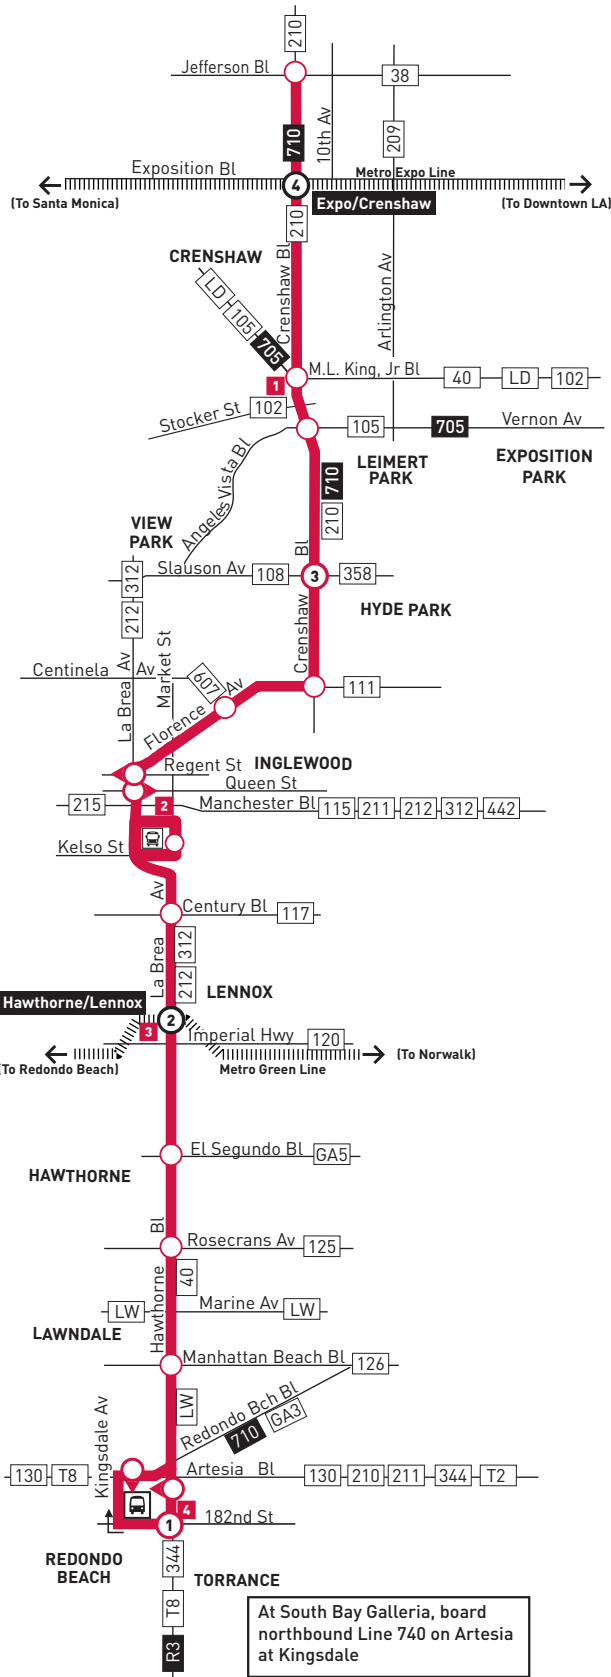 210
Jefferson Bl
38
710
10th Av
209
Exposition Bl
Metro Expo Line
4
(To Santa Monica)
Expo/Crenshaw
(To Downtown LA)
210
Crenshaw Bl
Arlington Av
CRENSHAW
LD
105
705
M.L. King, Jr Bl
40
LD
102
1
Stocker St
102
105
705
Vernon Av
Angeles Vista Bl
LEIMERT
PARK
EXPOSITION
PARK
710
210
VIEW
PARK
312
212
Slauson Av
108
Bl
3
358
HYDE PARK
Crenshaw
Market St
Centinela
Av
607
111
La Brea Av
Florence
Av
Regent St
INGLEWOOD
Queen St
215
2
Manchester Bl
115
211
212
312
442
Kelso St
Av
Century Bl
117
La Brea
312
212
LENNOX
Hawthorne/Lennox
2
3
Imperial Hwy
120
(To Redondo Beach)
Metro Green Line
(To Norwalk)
El Segundo Bl
GA5
HAWTHORNE
Bl
Rosecrans Av
125
40
Hawthorne
LW
Marine Av
LW
LAWNDALE
Manhattan Beach Bl
126
LW
Redondo Bch Bl
710
GA3
Kingsdale Av
130
T8
Artesia Bl
130
210
211
344
T2
4
1
182nd St
REDONDO
BEACH
344
TORRANCE
T8
R3
At South Bay Galleria, board
northbound Line 740 on Artesia
at Kingsdale